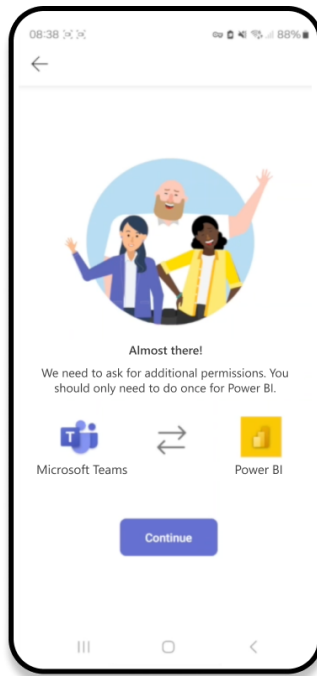 08:38
88%
Almost there!
We need to ask for additional permissions. You
should only need to do once for Power BI.
Microsoft Teams
Power BI
Continue